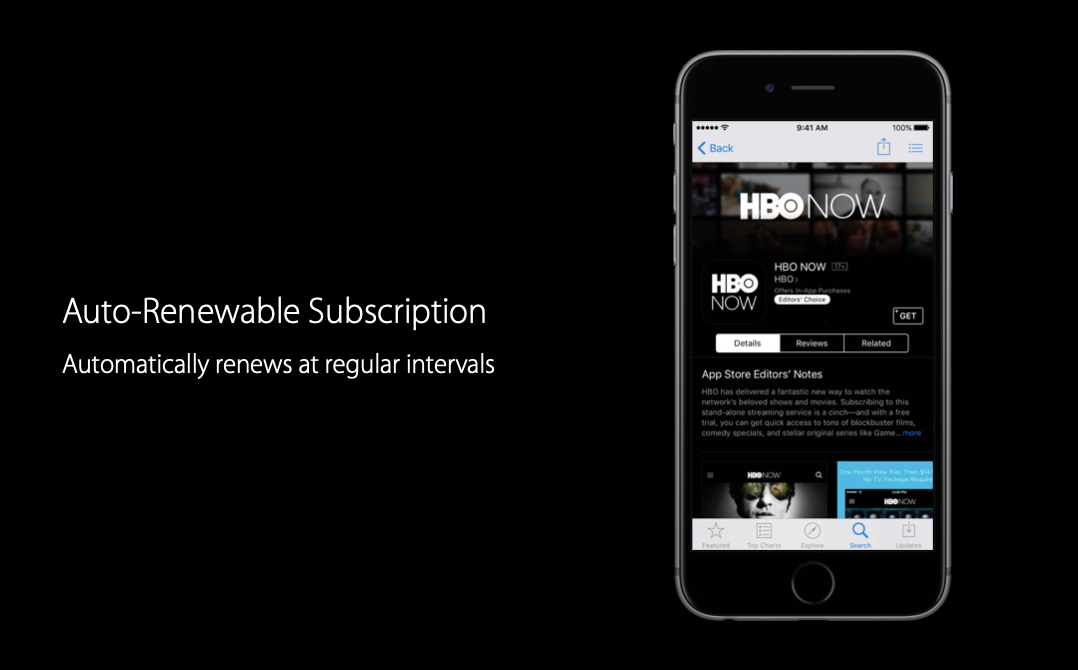 Auto-Renewable Subscription
Automatically renews at regular intervals
9:41 AM
100%
Back
HBO NOW
HBO NOW 17+
HBO
Offers In-App Purchases
Editors' Choice
HBO
NOW
+ GET
Details
Reviews
Related
App Store Editors' Notes
HBO has delivered a fantastic new way to watch the
network's beloved shows and movies. Subscribing to this
stand-alone streaming service is a cinch—and with a free
trial, you can get quick access to tons of blockbuster films,
comedy specials, and stellar original series like Game... more
HBO NOW
One Month Free Trial, Then $14
No TV Package Require
HBO NOW
Featured
Top Charts
Explore
Search
Updates